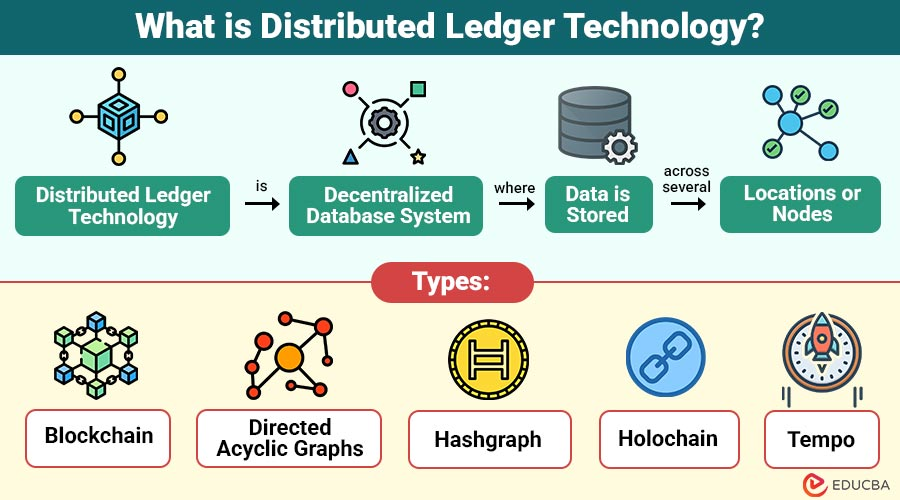 What is Distributed Ledger Technology?
Distributed Ledger
Technology
is
Decentralized
Database System
where
Data is
Stored
across
several
Locations or
Nodes
Types:
Blockchain
Directed
Acyclic Graphs
Hashgraph
Holochain
Tempo
EDUCBA